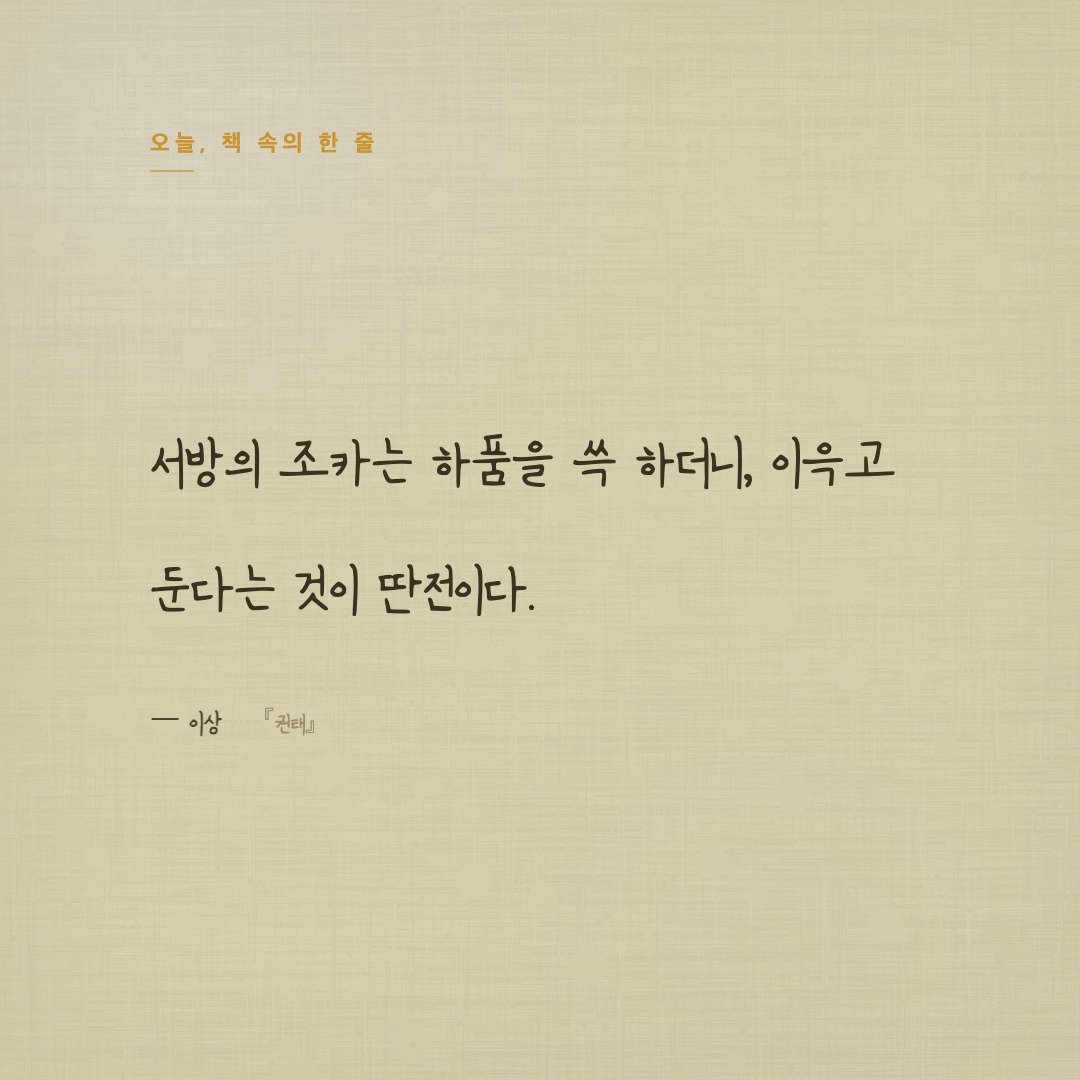 오늘, 책 속의 한 줄
서방의 조카는 하품을 쓱 하더니, 이윽고
둔다는 것이 딴전이다.
— 이상 『권태』